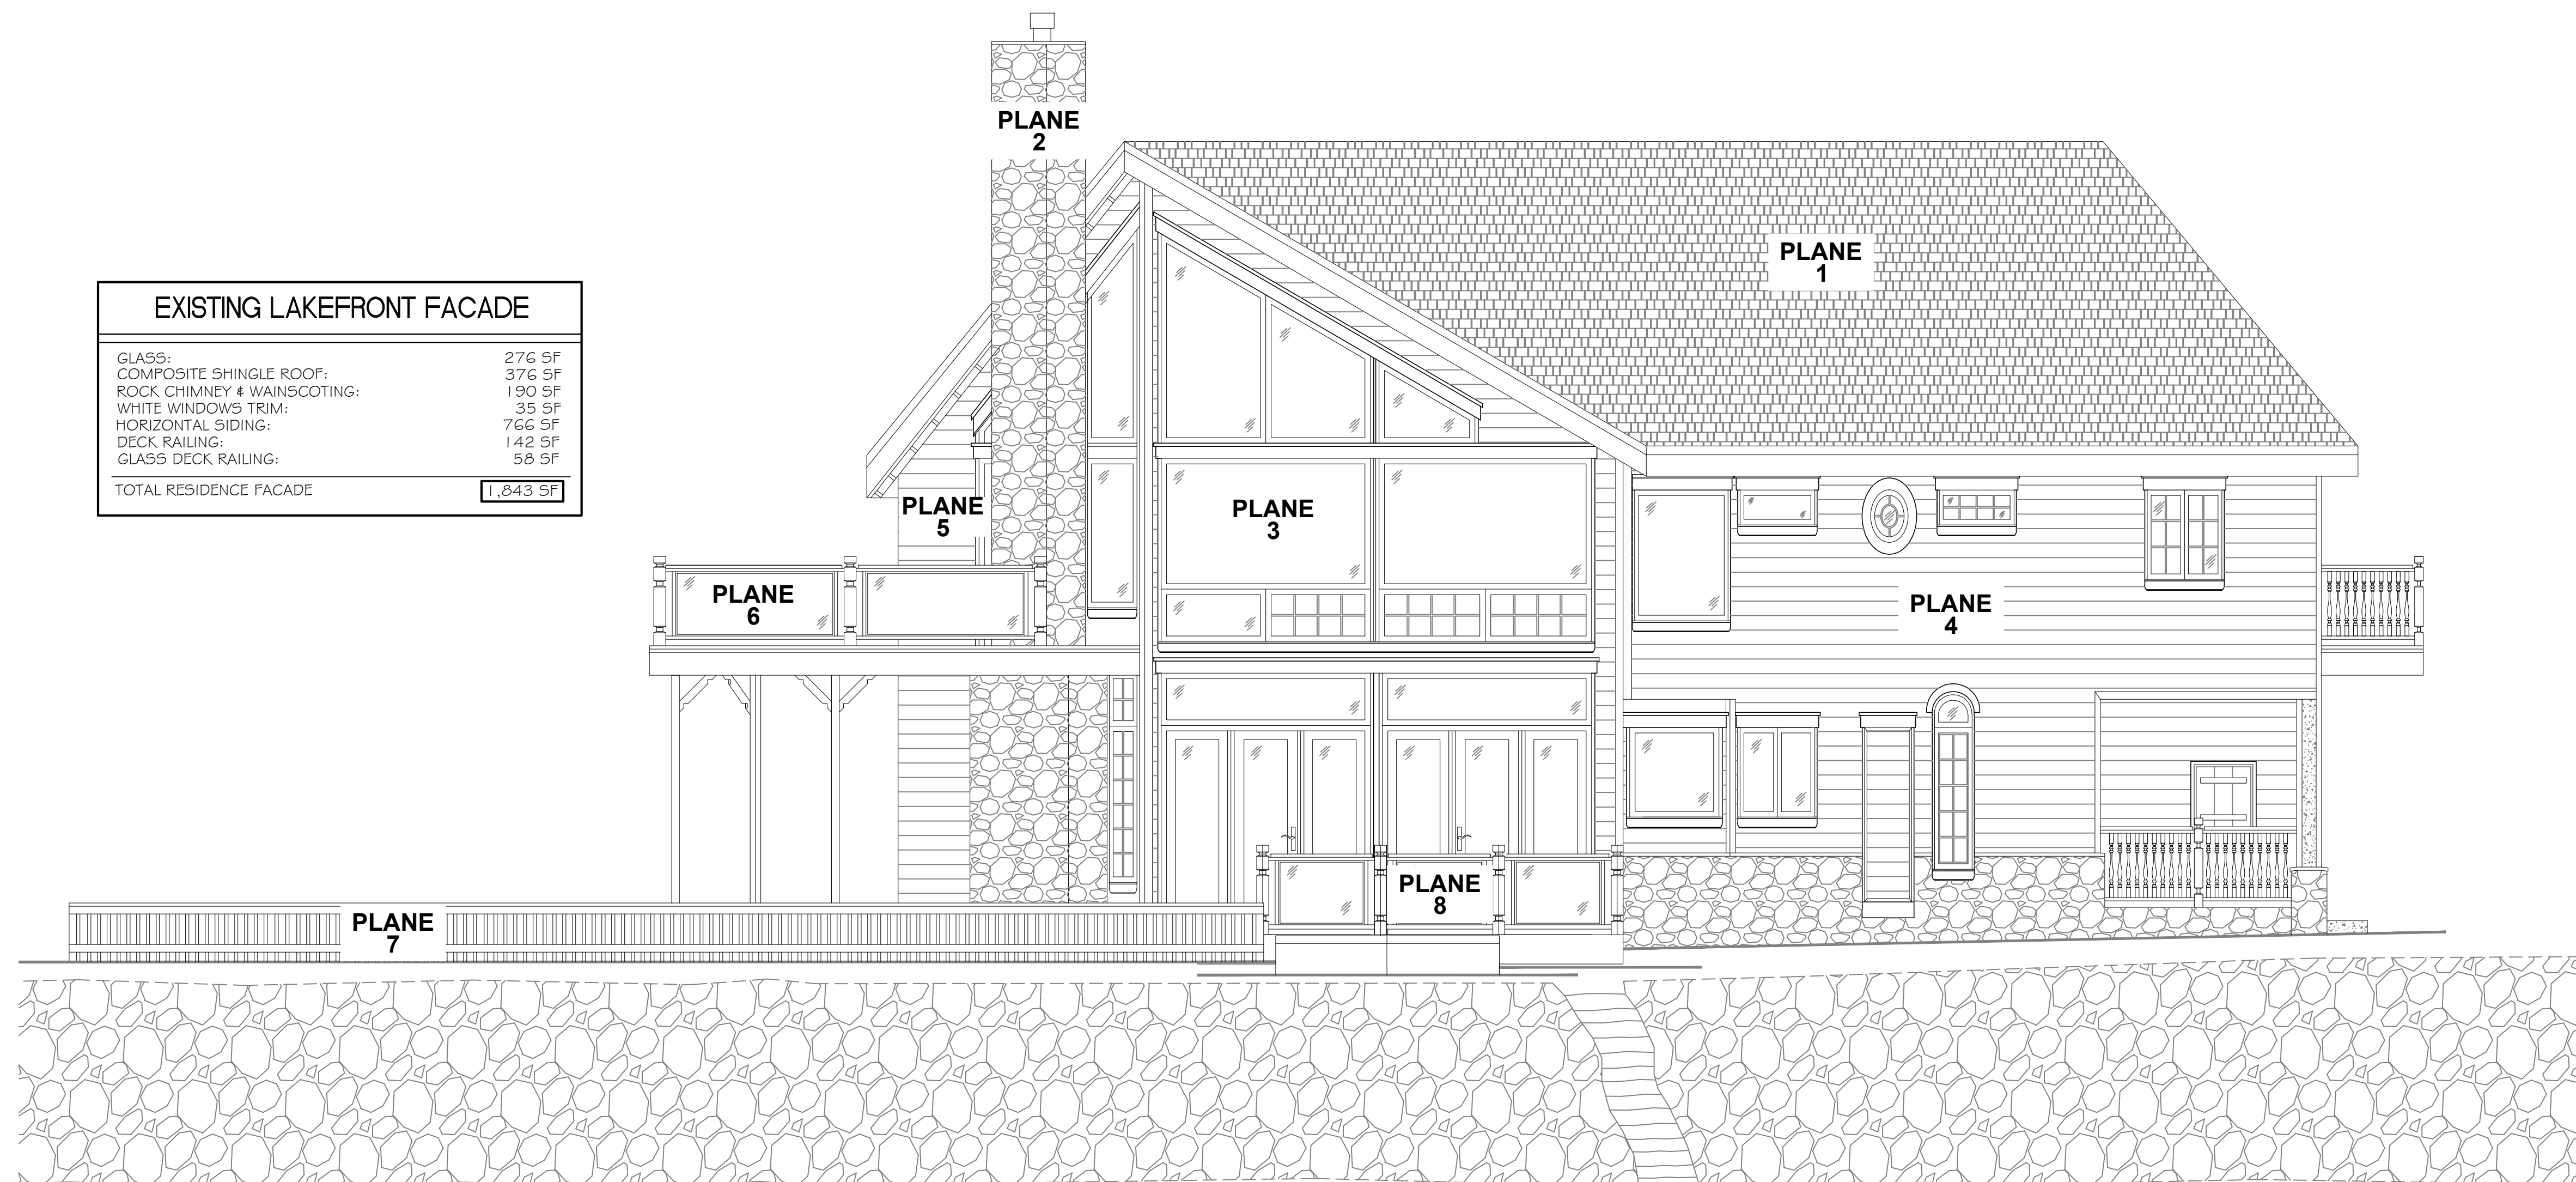 PLANE
2
PLANE
1
EXISTING LAKEFRONT FACADE
GLASS: 276 SF
COMPOSITE SHINGLE ROOF: 376 SF
ROCK CHIMNEY & WAINSCOTING: 190 SF
WHITE WINDOWS TRIM: 35 SF
HORIZONTAL SIDING: 766 SF
DECK RAILING: 142 SF
GLASS DECK RAILING: 58 SF
TOTAL RESIDENCE FACADE 1,843 SF
PLANE
5
PLANE
3
PLANE
6
PLANE
4
PLANE
8
PLANE
7